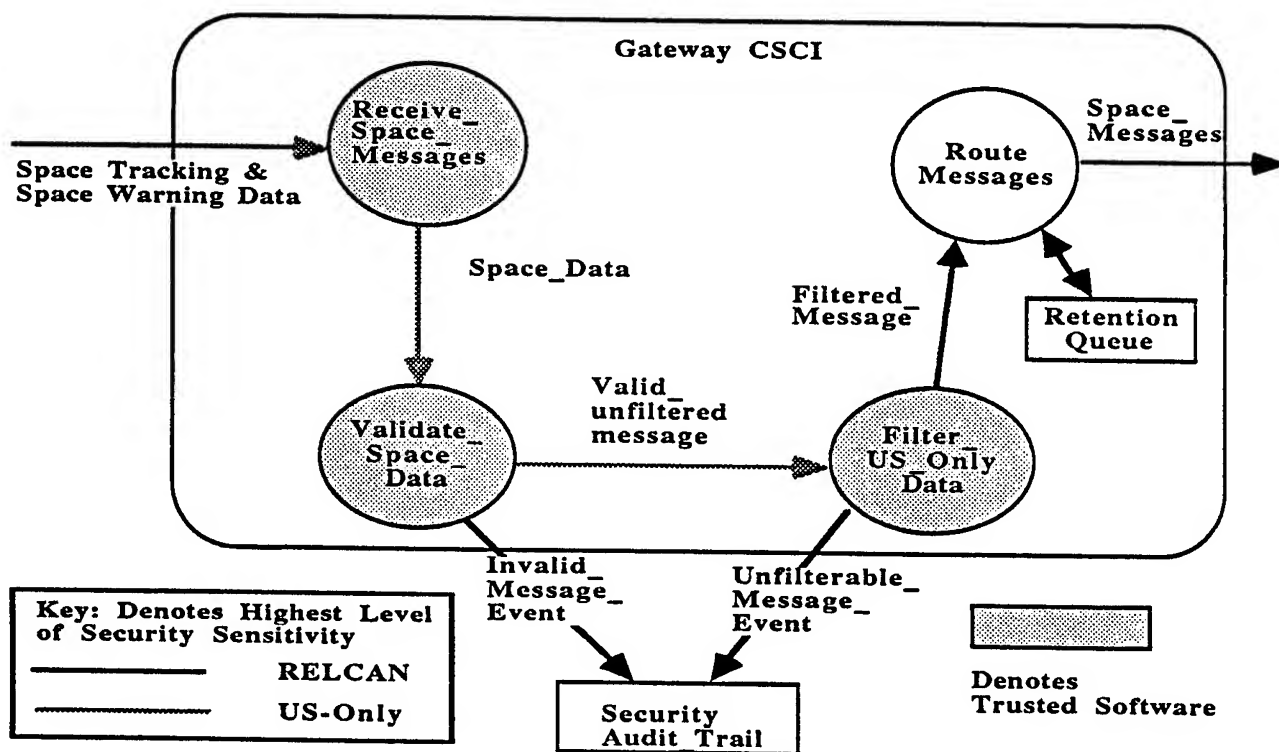 Gateway CSCI
Receive_
Space_
Messages
Space Tracking &
Space Warning Data
Space_
Messages
Route
Messages
Space_Data
Filtered_
Message
Retention
Queue
Validate_
Space_
Data
Valid_
unfiltered
message
Filter_
US_Only
Data
Invalid_
Message_
Event
Unfilterable_
Message_
Event
Key: Denotes Highest Level
of Security Sensitivity
RELCAN
US-Only
Security
Audit Trail
Denotes
Trusted Software